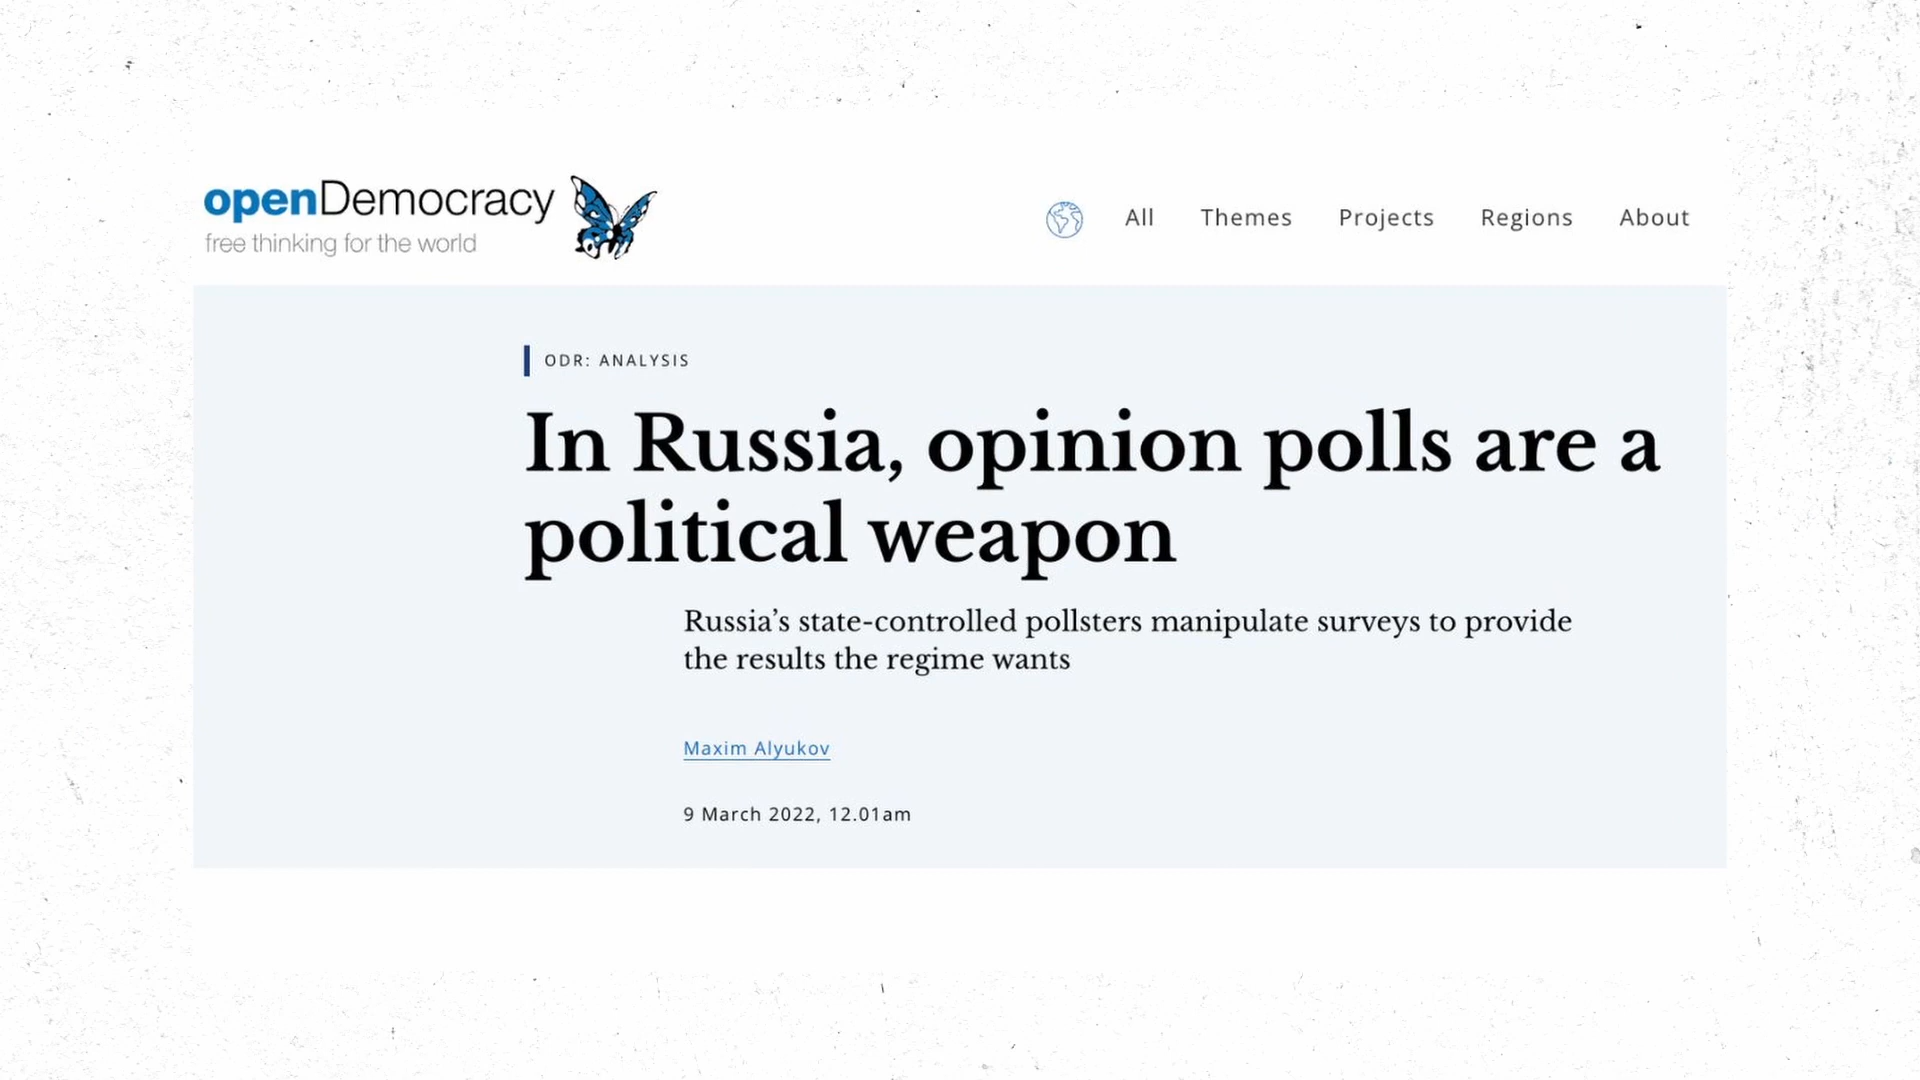 openDemocracy
free thinking for the world
All Themes Projects Regions About
ODR: ANALYSIS
In Russia, opinion polls are a
political weapon
Russia’s state-controlled pollsters manipulate surveys to provide
the results the regime wants
Maxim Alyukov
9 March 2022, 12.01am